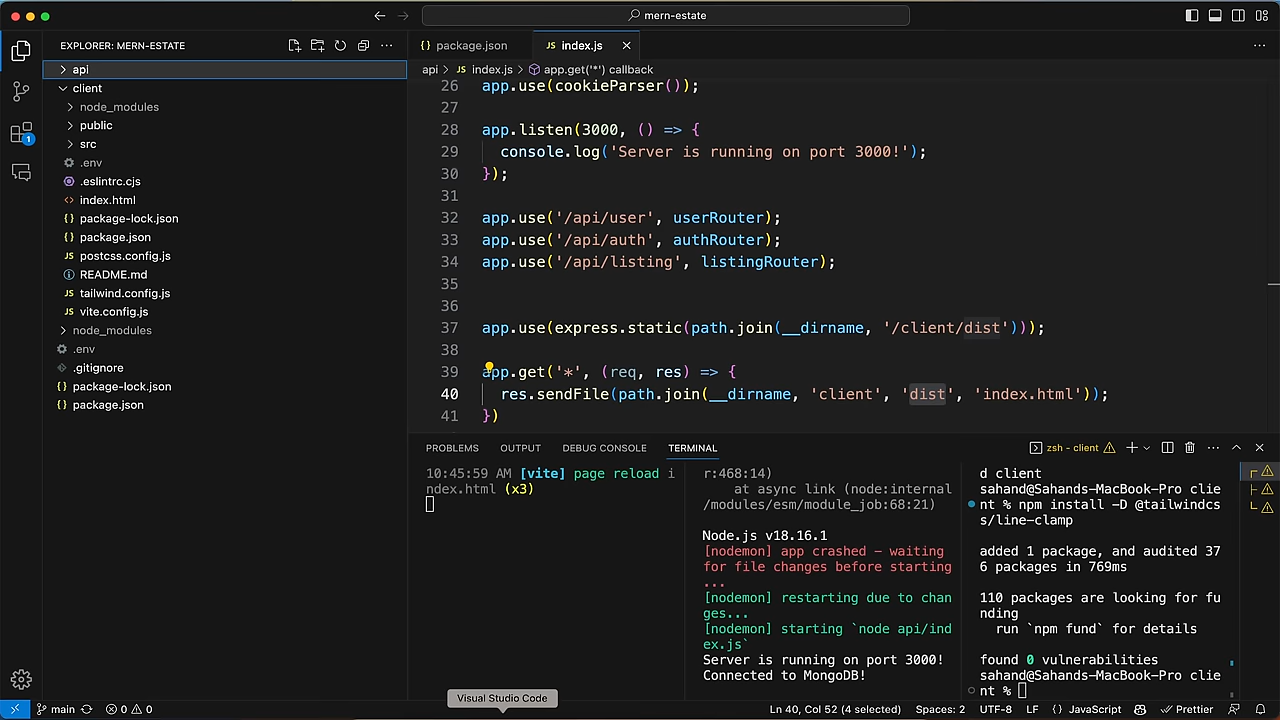 mern-estate
EXPLORER: MERN-ESTATE
api
client
node_modules
public
src
.env
.eslintrc.cjs
index.html
package-lock.json
package.json
postcss.config.js
README.md
tailwind.config.js
vite.config.js
node_modules
.env
.gitignore
package-lock.json
package.json
package.json
JS index.js
api > JS index.js > app.get('*') callback
26 app.use(cookieParser());
27
28 app.listen(3000, () => {
29 console.log('Server is running on port 3000!');
30 });
31
32 app.use('/api/user', userRouter);
33 app.use('/api/auth', authRouter);
34 app.use('/api/listing', listingRouter);
35
36
37 app.use(express.static(path.join(__dirname, '/client/dist')));
38
39 app.get('*', (req, res) => {
40 res.sendFile(path.join(__dirname, 'client', 'dist', 'index.html'));
41 })
PROBLEMS OUTPUT DEBUG CONSOLE TERMINAL
zsh - client
10:45:59 AM [vite] page reload i
ndex.html (x3)
r:468:14)
at async link (node:internal
/modules/esm/module_job:68:21)
Node.js v18.16.1
[nodemon] app crashed - waiting
for file changes before starting
...
[nodemon] restarting due to chan
ges...
[nodemon] starting `node api/ind
ex.js`
Server is running on port 3000!
Connected to MongoDB!
d client
sahand@Sahands-MacBook-Pro clie
nt % npm install -D @tailwindcs
s/line-clamp
added 1 package, and audited 37
6 packages in 769ms
110 packages are looking for fu
nding
run `npm fund` for details
found 0 vulnerabilities
sahand@Sahands-MacBook-Pro clie
nt %
Visual Studio Code
1
main
0 0
Ln 40, Col 52 (4 selected) Spaces: 2 UTF-8 LF {} JavaScript Prettier